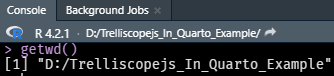 Console Background Jobs ×
R 4.2.1 · D:/Trelliscopejs_In_Quarto_Example/
> getwd()
[1] "D:/Trelliscopejs_In_Quarto_Example"